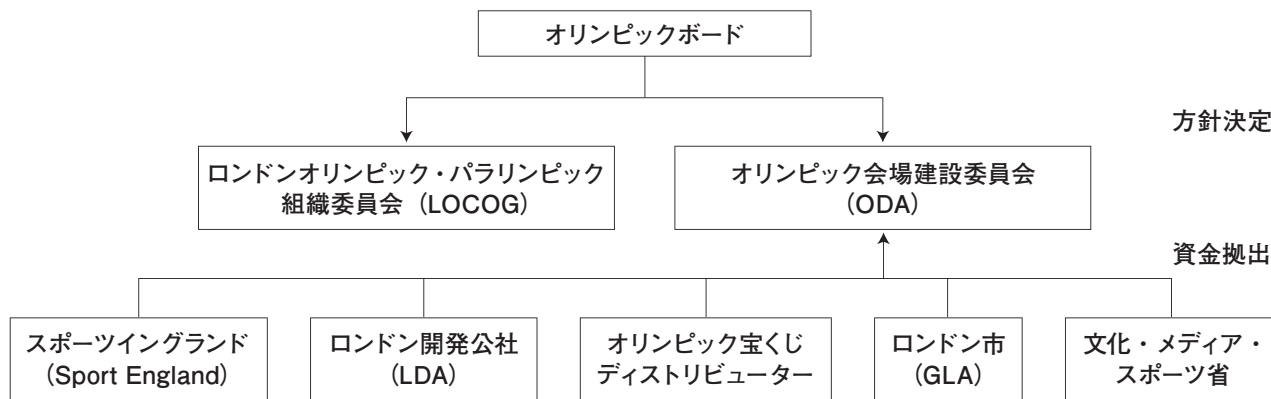 オリンピックボード
方針決定
ロンドンオリンピック・パラリンピック
組織委員会（LOCOG）
オリンピック会場建設委員会
（ODA）
資金拠出
スポーツイングランド
（Sport England）
ロンドン開発公社
（LDA）
オリンピック宝くじ
ディストリビューター
ロンドン市
（GLA）
文化・メディア・
スポーツ省